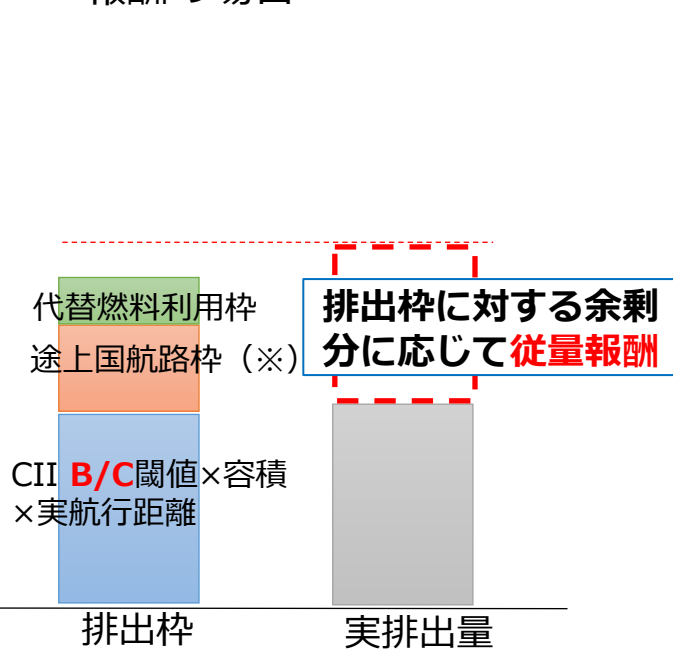 代替燃料利用枠
途上国航路枠（※）
CII B/C閾値×容積
×実航行距離
排出枠に対する余剰
分に応じて従量報酬
排出枠
実排出量